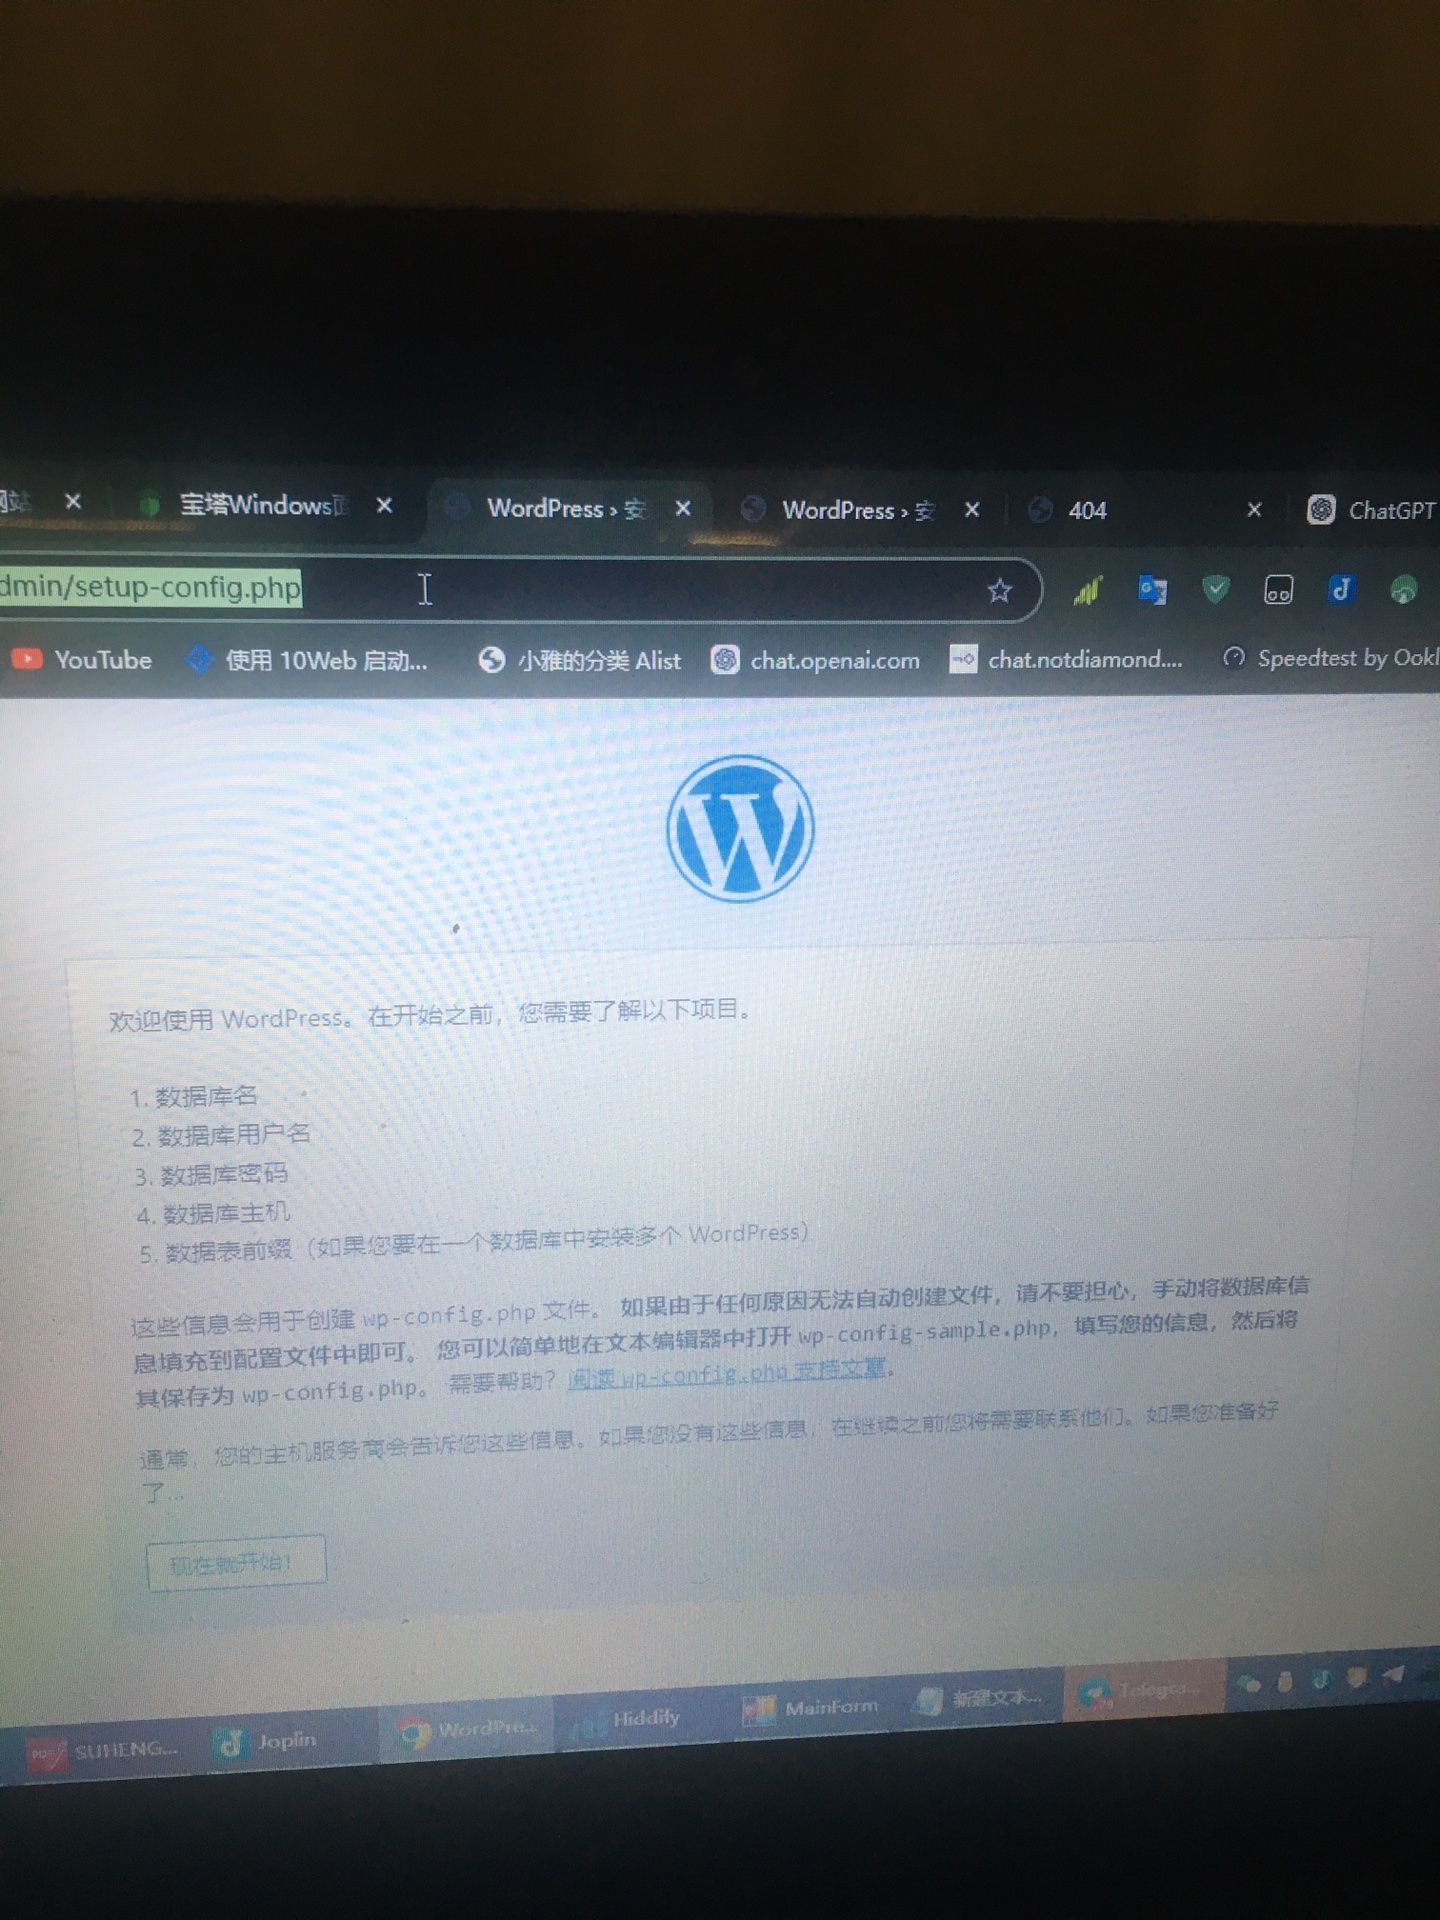 网站
宝塔Windows面
WordPress › 安
WordPress › 安
404
ChatGPT
dmin/setup-config.php
YouTube
使用 10Web 启动...
小雅的分类 Alist
chat.openai.com
chat.notdiamond....
Speedtest by Ookl
欢迎使用 WordPress。在开始之前，您需要了解以下项目。
1. 数据库名
2. 数据库用户名
3. 数据库密码
4. 数据库主机
5. 数据表前缀（如果您要在一个数据库中安装多个 WordPress）
这些信息会用于创建 wp-config.php 文件。 如果由于任何原因无法自动创建文件，请不要担心，手动将数据库信
息填充到配置文件中即可。 您可以简单地在文本编辑器中打开 wp-config-sample.php，填写您的信息，然后将
其保存为 wp-config.php。 需要帮助？阅读 wp-config.php 支持文章。
通常，您的主机服务商会告诉您这些信息。如果您没有这些信息，在继续之前您将需要联系他们。如果您准备好
了...
现在就开始！
SUHENG...
Joplin
WordPre...
Hiddify
MainForm
新建文本...
Telegra...